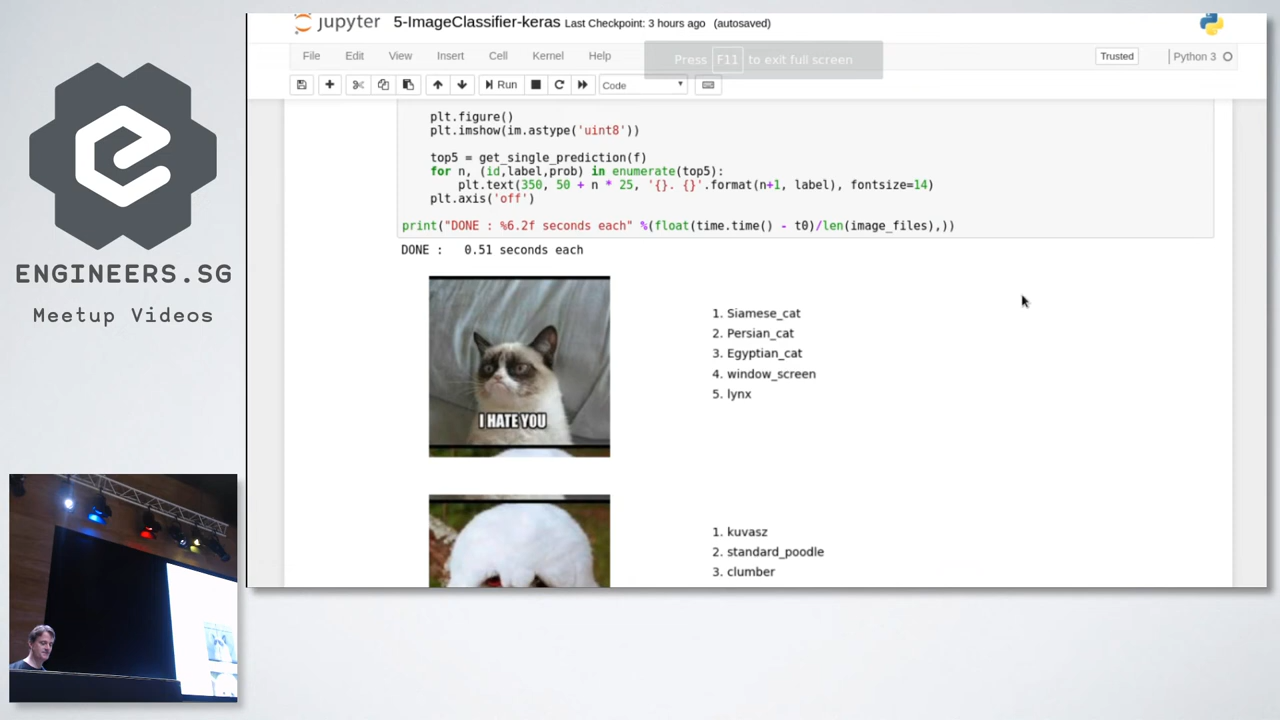 jupyter 5-ImageClassifier-keras Last Checkpoint: 3 hours ago (autosaved)
File Edit View Insert Cell Kernel Help
Press F11 to exit full screen
Trusted
Python 3
Run
Code
plt.figure()
plt.imshow(im.astype('uint8'))
top5 = get_single_prediction(f)
for n, (id,label,prob) in enumerate(top5):
plt.text(350, 50 + n * 25, '{}. {}'.format(n+1, label), fontsize=14)
plt.axis('off')
print("DONE : %6.2f seconds each" %(float(time.time() - t0)/len(image_files),))
DONE :   0.51 seconds each
I HATE YOU
1. Siamese_cat
2. Persian_cat
3. Egyptian_cat
4. window_screen
5. lynx
1. kuvasz
2. standard_poodle
3. clumber
ENGINEERS.SG
Meetup Videos